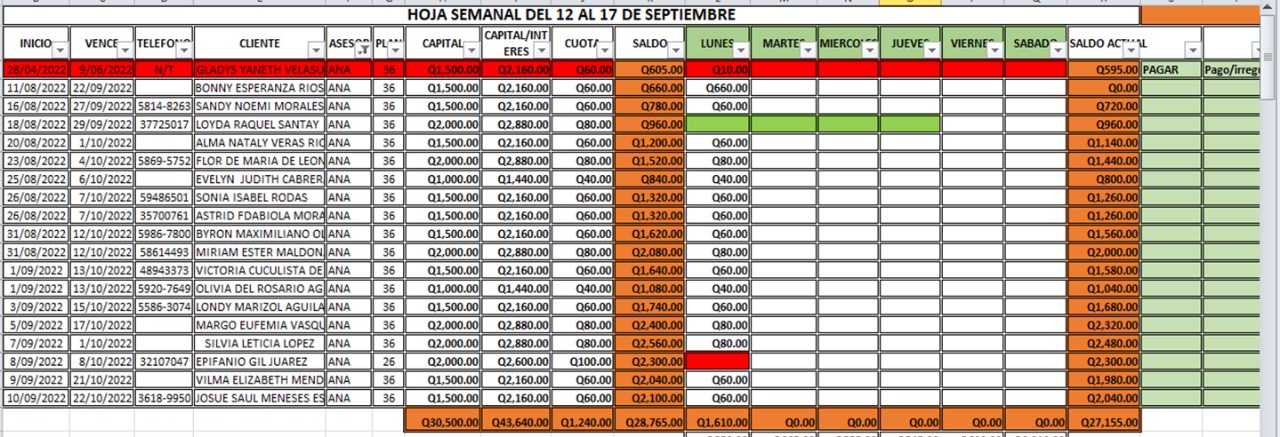 HOJA SEMANAL DEL 12 AL 17 DE SEPTIEMBRE
INICIO VENCE TELEFON CLIENTE ASESOR PLAN CAPITAL CAPITAL/INTERES CUOTA SALDO LUNES MARTES MIERCOLES JUEVES VIERNES SABADO SALDO ACTUAL
28/04/2022 9/06/2022 N/T GLADYS YANETH VELASU ANA 36 Q1,500.00 Q2,160.00 Q60.00 Q605.00 Q10.00 Q595.00 PAGAR Pago/irregu
11/08/2022 22/09/2022 BONNY ESPERANZA RIOS ANA 36 Q1,500.00 Q2,160.00 Q60.00 Q660.00 Q660.00 Q0.00
16/08/2022 27/09/2022 5814-8263 SANDY NOEMI MORALES ANA 36 Q1,500.00 Q2,160.00 Q60.00 Q780.00 Q60.00 Q720.00
18/08/2022 29/09/2022 37725017 LOYDA RAQUEL SANTAY ANA 36 Q2,000.00 Q2,880.00 Q80.00 Q960.00 Q960.00
20/08/2022 1/10/2022 ALMA NATALY VERAS RIC ANA 36 Q1,500.00 Q2,160.00 Q60.00 Q1,200.00 Q60.00 Q1,140.00
23/08/2022 4/10/2022 5869-5752 FLOR DE MARIA DE LEON ANA 36 Q2,000.00 Q2,880.00 Q80.00 Q1,520.00 Q80.00 Q1,440.00
25/08/2022 6/10/2022 EVELYN JUDITH CABRER ANA 36 Q1,000.00 Q1,440.00 Q40.00 Q840.00 Q40.00 Q800.00
26/08/2022 7/10/2022 59486501 SONIA ISABEL RODAS ANA 36 Q1,500.00 Q2,160.00 Q60.00 Q1,320.00 Q60.00 Q1,260.00
26/08/2022 7/10/2022 35700761 ASTRID FDABIOLA MORA ANA 36 Q1,500.00 Q2,160.00 Q60.00 Q1,320.00 Q60.00 Q1,260.00
31/08/2022 12/10/2022 5986-7800 BYRON MAXIMILIANO OL ANA 36 Q1,500.00 Q2,160.00 Q60.00 Q1,620.00 Q60.00 Q1,560.00
31/08/2022 12/10/2022 58614493 MIRIAM ESTER MALDON ANA 36 Q2,000.00 Q2,880.00 Q80.00 Q2,080.00 Q80.00 Q2,000.00
1/09/2022 13/10/2022 48943373 VICTORIA CUCULISTA DE ANA 36 Q1,500.00 Q2,160.00 Q60.00 Q1,640.00 Q60.00 Q1,580.00
1/09/2022 13/10/2022 5920-7649 OLIVIA DEL ROSARIO AG ANA 36 Q1,000.00 Q1,440.00 Q40.00 Q1,080.00 Q40.00 Q1,040.00
3/09/2022 15/10/2022 5586-3074 LONDY MARIZOL AGUILA ANA 36 Q1,500.00 Q2,160.00 Q60.00 Q1,740.00 Q60.00 Q1,680.00
5/09/2022 17/10/2022 MARGO EUFEMIA VASQU ANA 36 Q2,000.00 Q2,880.00 Q80.00 Q2,400.00 Q80.00 Q2,320.00
7/09/2022 1/10/2022 SILVIA LETICIA LOPEZ ANA 36 Q2,000.00 Q2,880.00 Q80.00 Q2,560.00 Q80.00 Q2,480.00
8/09/2022 8/10/2022 32107047 EPIFANIO GIL JUAREZ ANA 26 Q2,000.00 Q2,600.00 Q100.00 Q2,300.00 Q2,300.00
9/09/2022 21/10/2022 VILMA ELIZABETH MEND ANA 36 Q1,500.00 Q2,160.00 Q60.00 Q2,040.00 Q60.00 Q1,980.00
10/09/2022 22/10/2022 3618-9950 JOSUE SAUL MENESES ES ANA 36 Q1,500.00 Q2,160.00 Q60.00 Q2,100.00 Q60.00 Q2,040.00
Q30,500.00 Q43,640.00 Q1,240.00 Q28,765.00 Q1,610.00 Q0.00 Q0.00 Q0.00 Q0.00 Q0.00 Q27,155.00